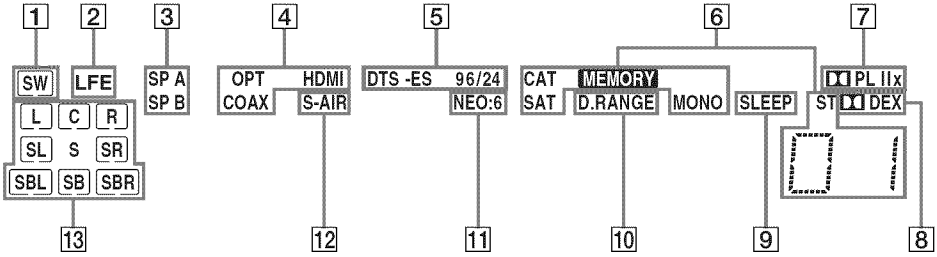 1 2 3 4 5 6 7
SW LFE SP A OPT HDMI DTS -ES 96/24 CAT MEMORY PL IIx
SP B COAX S-AIR NEO:6 SAT D.RANGE MONO SLEEP ST D EX
L C R
SL S SR
SBL SB SBR
13 12 11 10 9 8